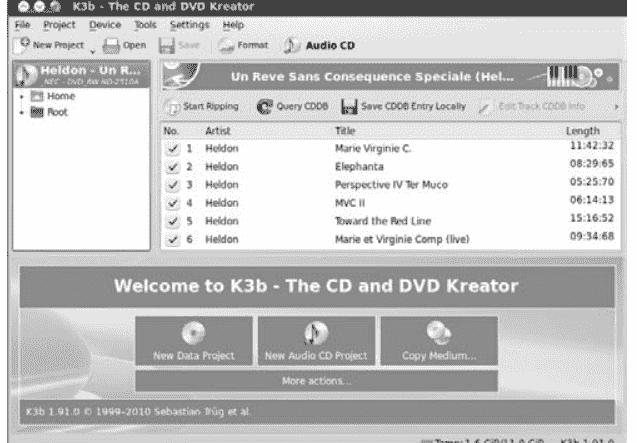 K3b - The CD and DVD Kreator
File Project Device Tools Settings Help
New Project Open Save Format Audio CD
Heldon - Un R...
NEC - DVD_RW ND-2510A
Home
Root
Un Reve Sans Consequence Speciale (Hel...
Start Ripping Query CDDB Save CDDB Entry Locally Edit Track CDDB Info
No. Artist Title Length
1 Heldon Marie Virginie C. 11:42:32
2 Heldon Elephanta 08:29:65
3 Heldon Perspective IV Ter Muco 05:25:70
4 Heldon MVC II 06:14:13
5 Heldon Toward the Red Line 15:16:52
6 Heldon Marie et Virginie Comp (live) 09:34:68
Welcome to K3b - The CD and DVD Kreator
New Data Project New Audio CD Project Copy Medium...
More actions...
K3b 1.91.0 © 1999-2010 Sebastian Trüg et al.
K3b 1.91.0